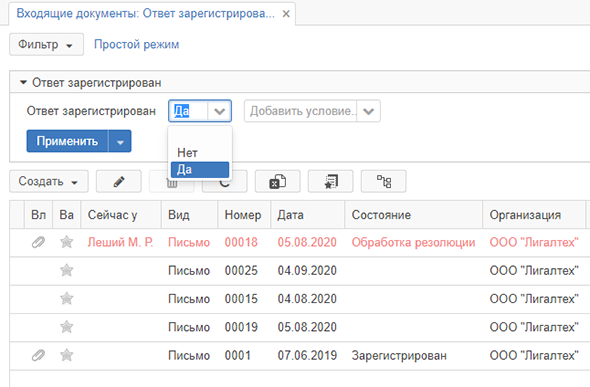 Входящие документы: Ответ зарегистрирова... ×
Фильтр Простой режим
Ответ зарегистрирован
Ответ зарегистрирован Да Добавить условие...
Применить
Нет
Да
Создать
Вл Ва Сейчас у Вид Номер Дата Состояние Организация
Леший М. Р. Письмо 00018 05.08.2020 Обработка резолюции ООО "Лигалтех"
Письмо 00025 04.09.2020 ООО "Лигалтех"
Письмо 00015 04.08.2020 ООО "Лигалтех"
Письмо 00019 05.08.2020 ООО "Лигалтех"
Письмо 0001 07.06.2019 Зарегистрирован ООО "Лигалтех"